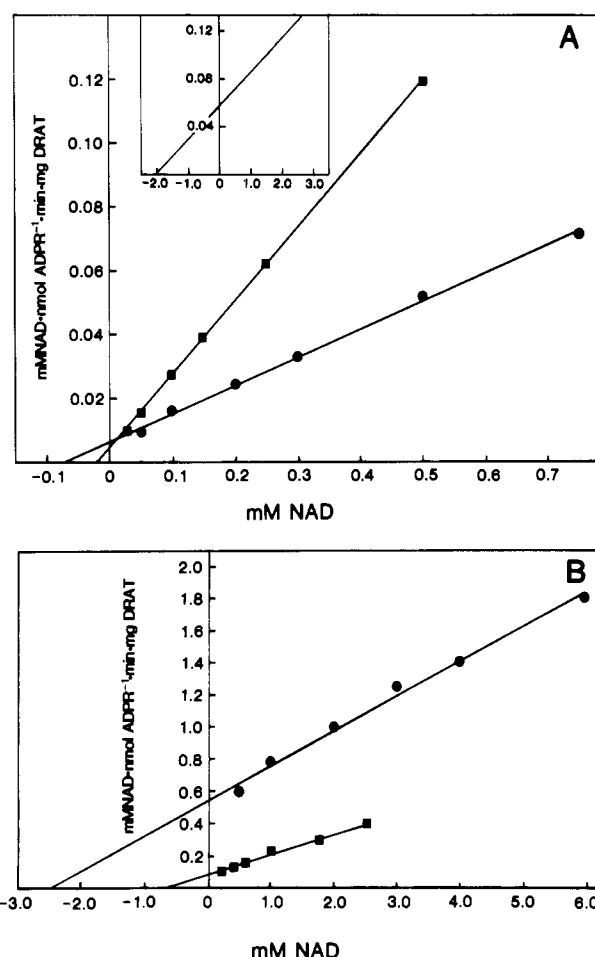 A
0.12
0.08
0.04
-2.0 -1.0 0 1.0 2.0 3.0
mMNAD•nmol ADPR⁻¹•min•mg DRAT
0.12
0.10
0.08
0.06
0.04
0.02
-0.1 0 0.1 0.2 0.3 0.4 0.5 0.6 0.7
mM NAD
B
mMNAD-nmol ADPR⁻¹-min-mg DRAT
2.0
1.8
1.6
1.4
1.2
1.0
0.8
0.6
0.4
0.2
-3.0 -2.0 -1.0 0 1.0 2.0 3.0 4.0 5.0 6.0
mM NAD